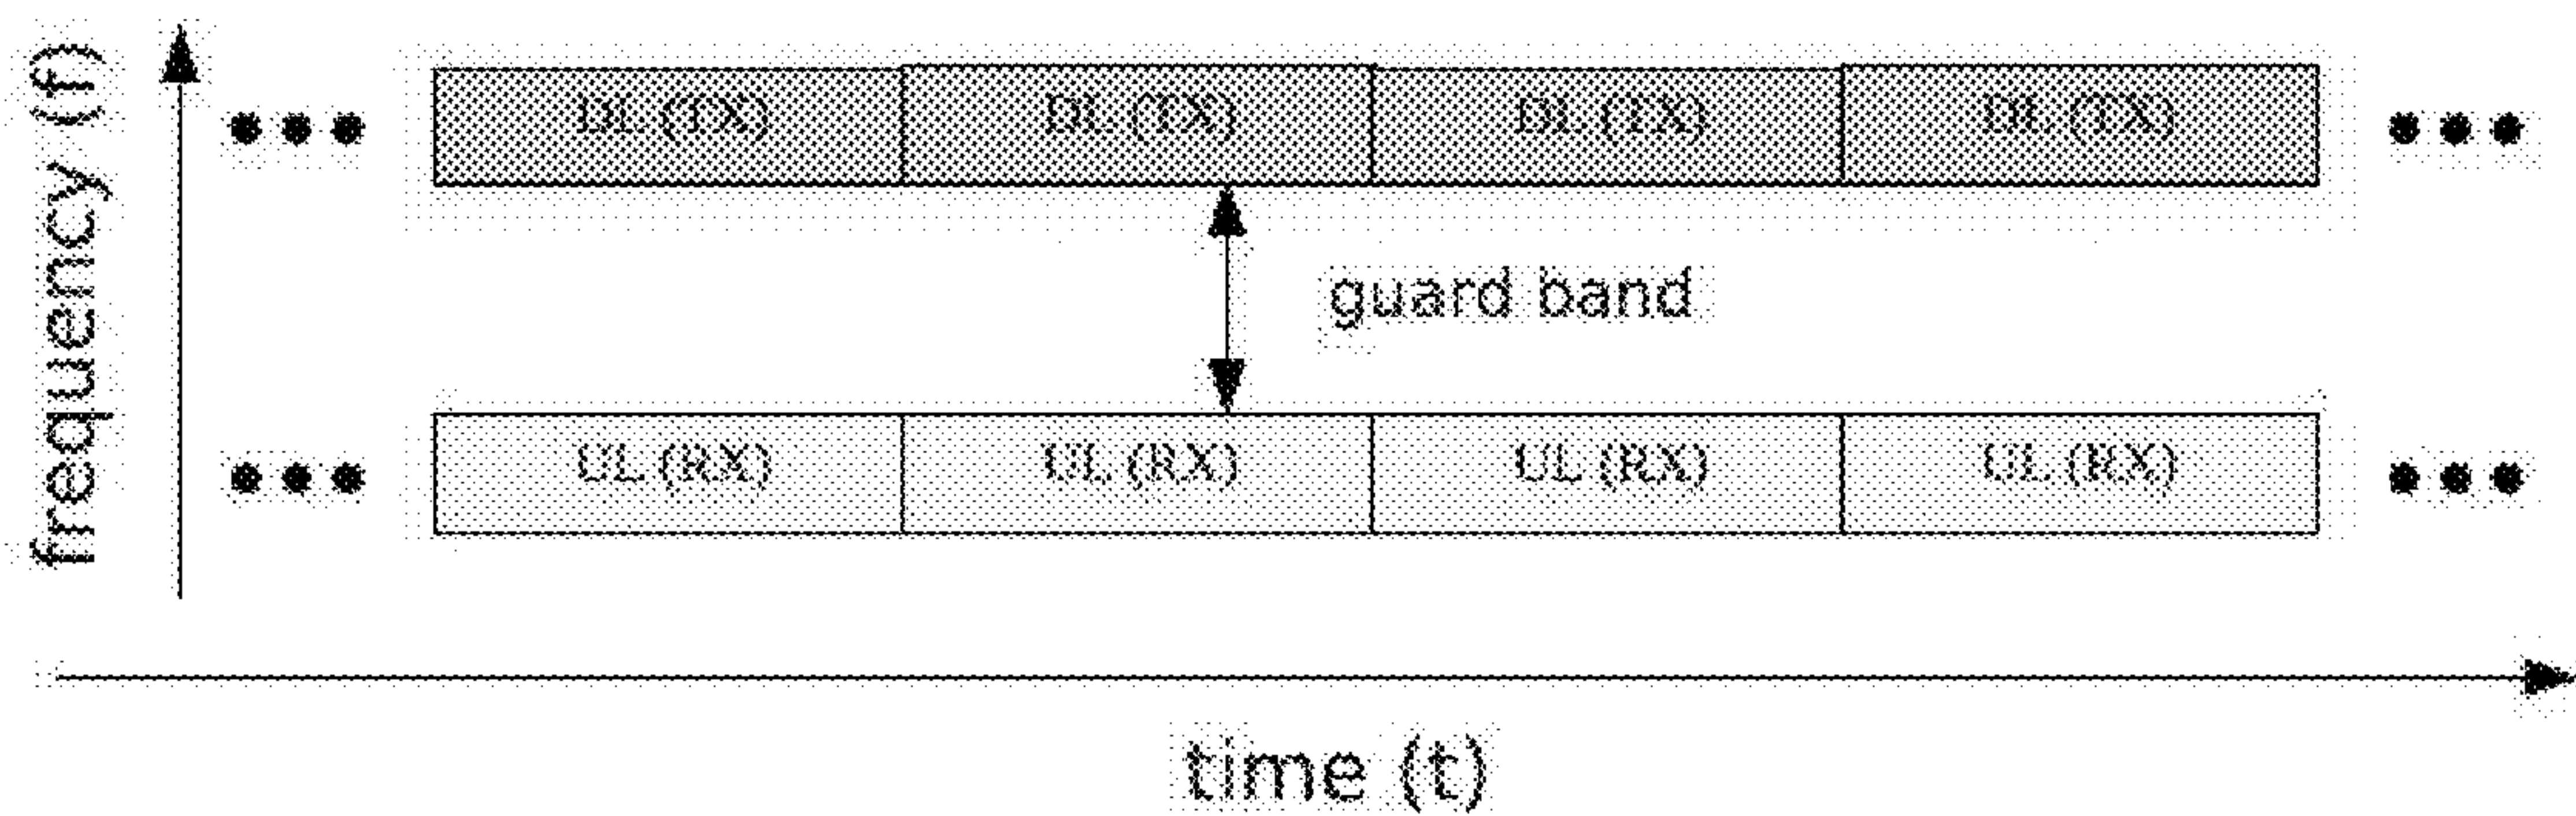 frequency (f)
DL (TX) DL (TX) DL (TX) DL (TX)
guard band
UL (RX) UL (RX) UL (RX) UL (RX)
time (t)